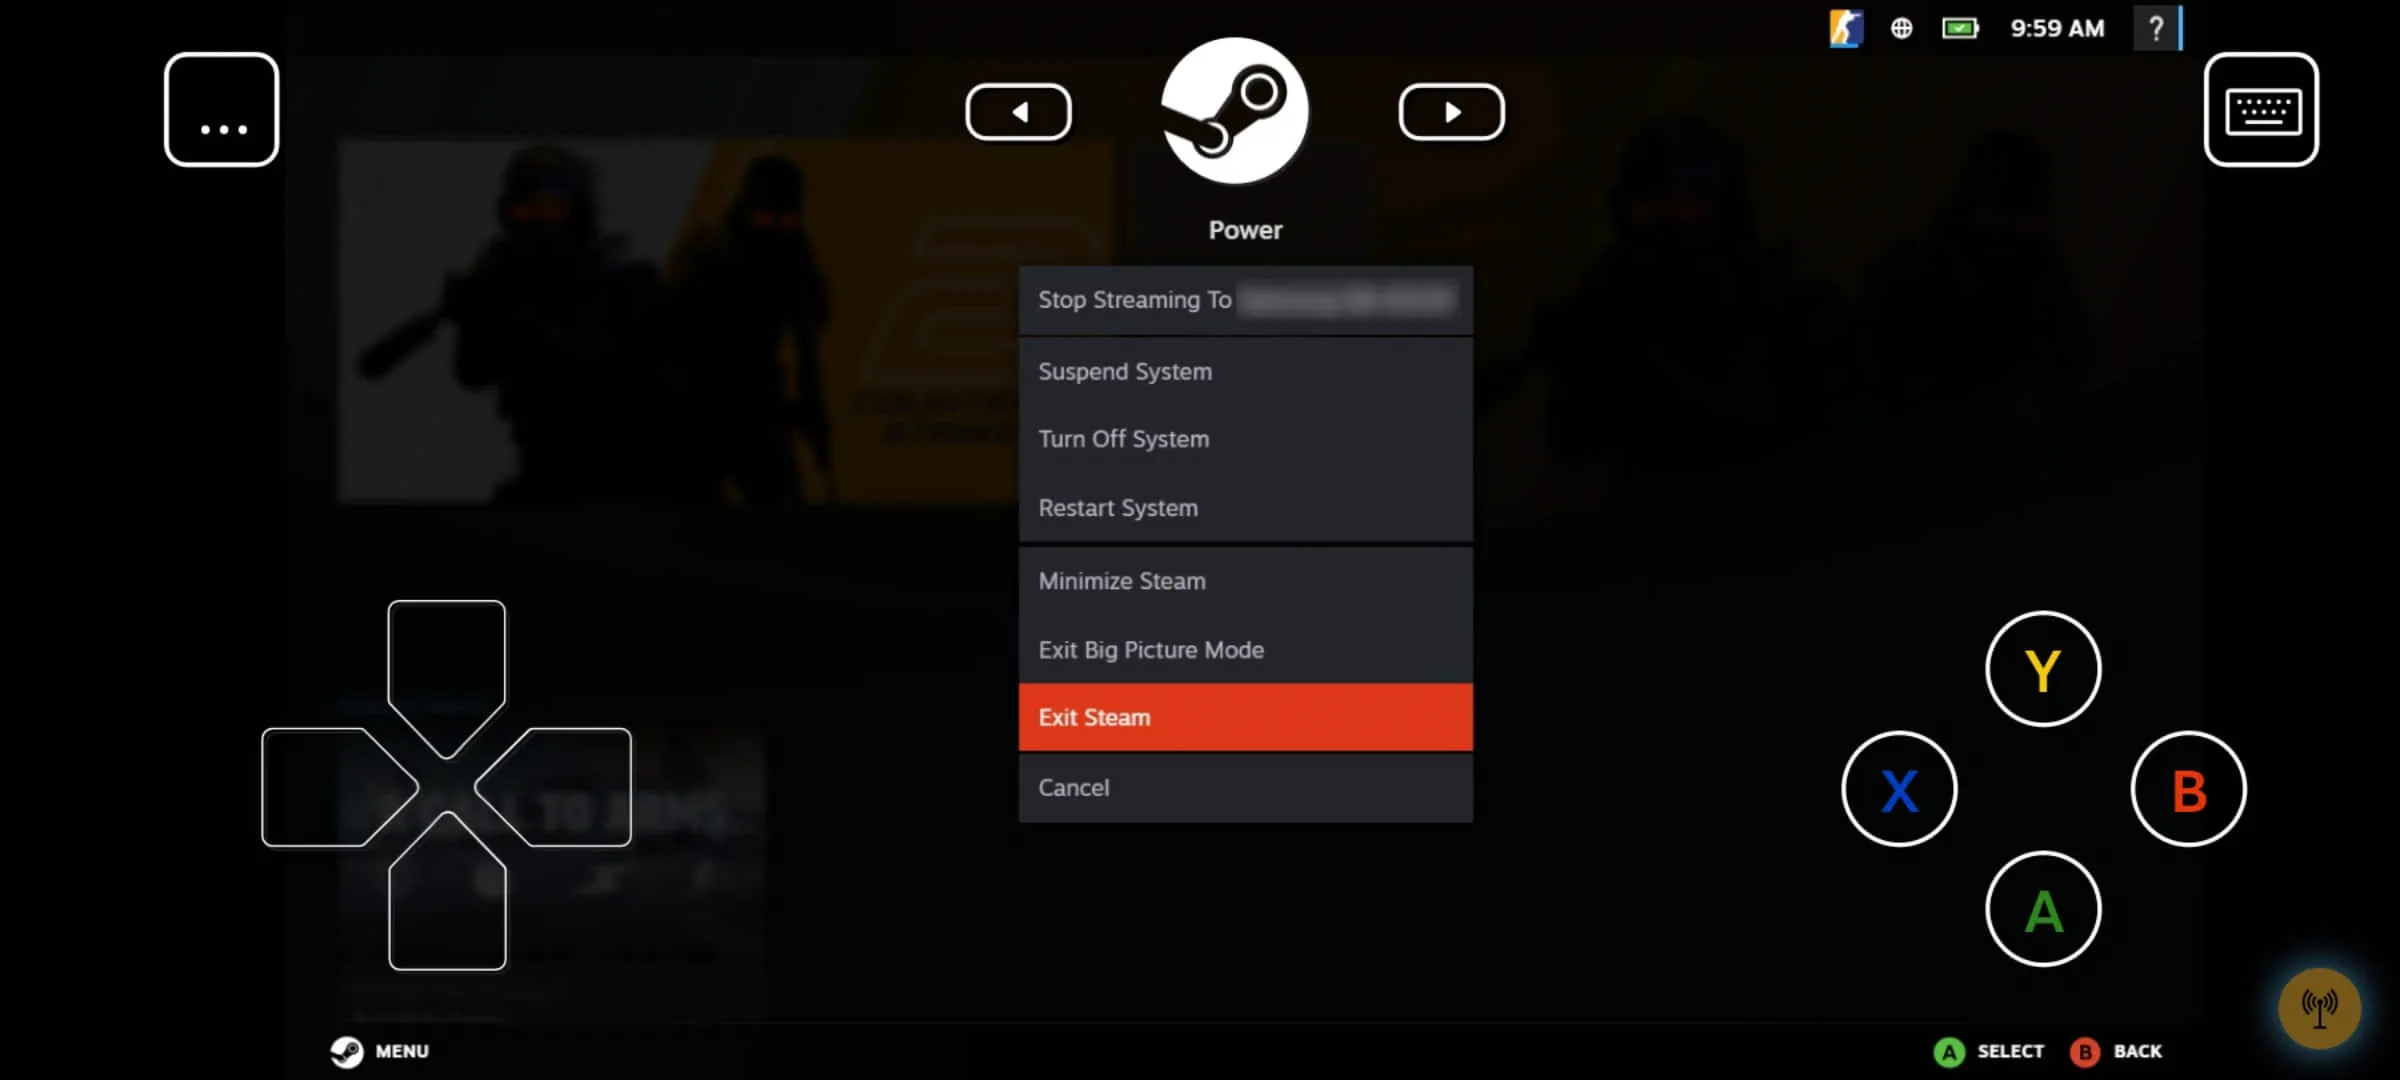 9:59 AM
?
...
Power
Stop Streaming To
Suspend System
Turn Off System
Restart System
Minimize Steam
Exit Big Picture Mode
Exit Steam
Cancel
Y
X
B
A
MENU
A SELECT B BACK